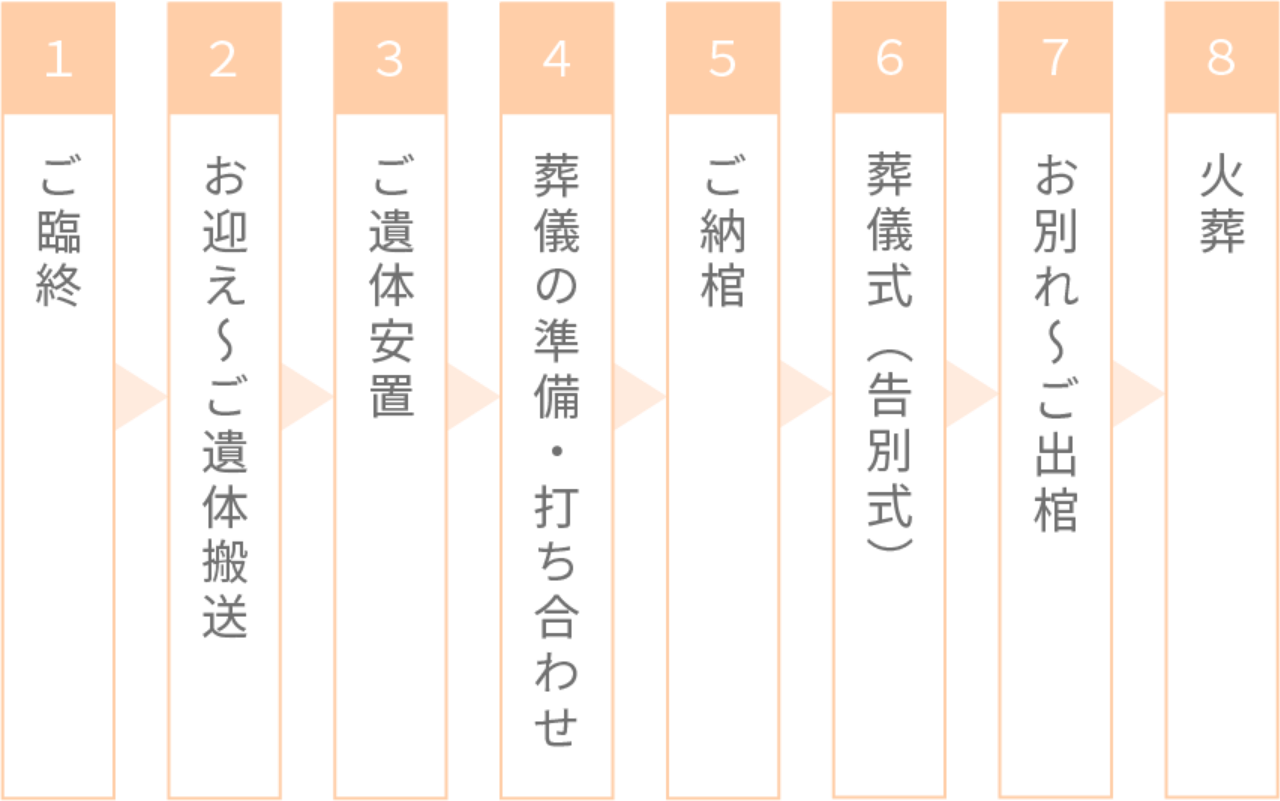 1
ご臨終
2
お迎え～ご遺体搬送
3
ご遺体安置
4
葬儀の準備・打ち合わせ
5
ご納棺
6
葬儀式（告別式）
7
お別れ～ご出棺
8
火葬